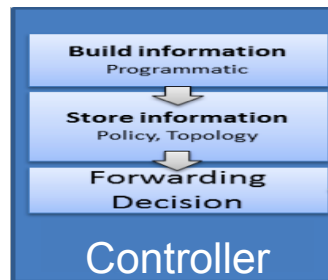 Build information
Programmatic
Store information
Policy, Topology
Forwarding
Decision
Controller